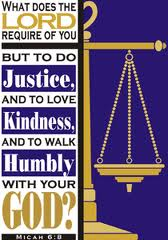 WHAT DOES THE
LORD
REQUIRE OF YOU
BUT TO DO
Justice,
AND TO LOVE
Kindness,
AND TO WALK
Humbly
WITH YOUR
GOD?
MICAH 6:8